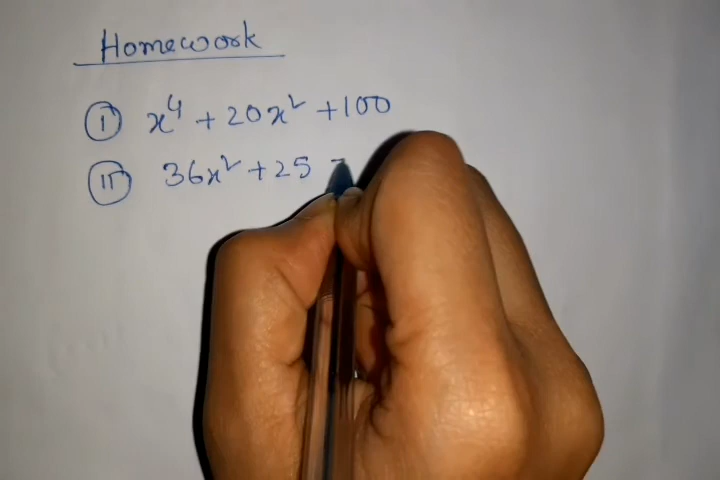 Homework
(i) x⁴ + 20x² + 100
(ii) 36x² + 25 -